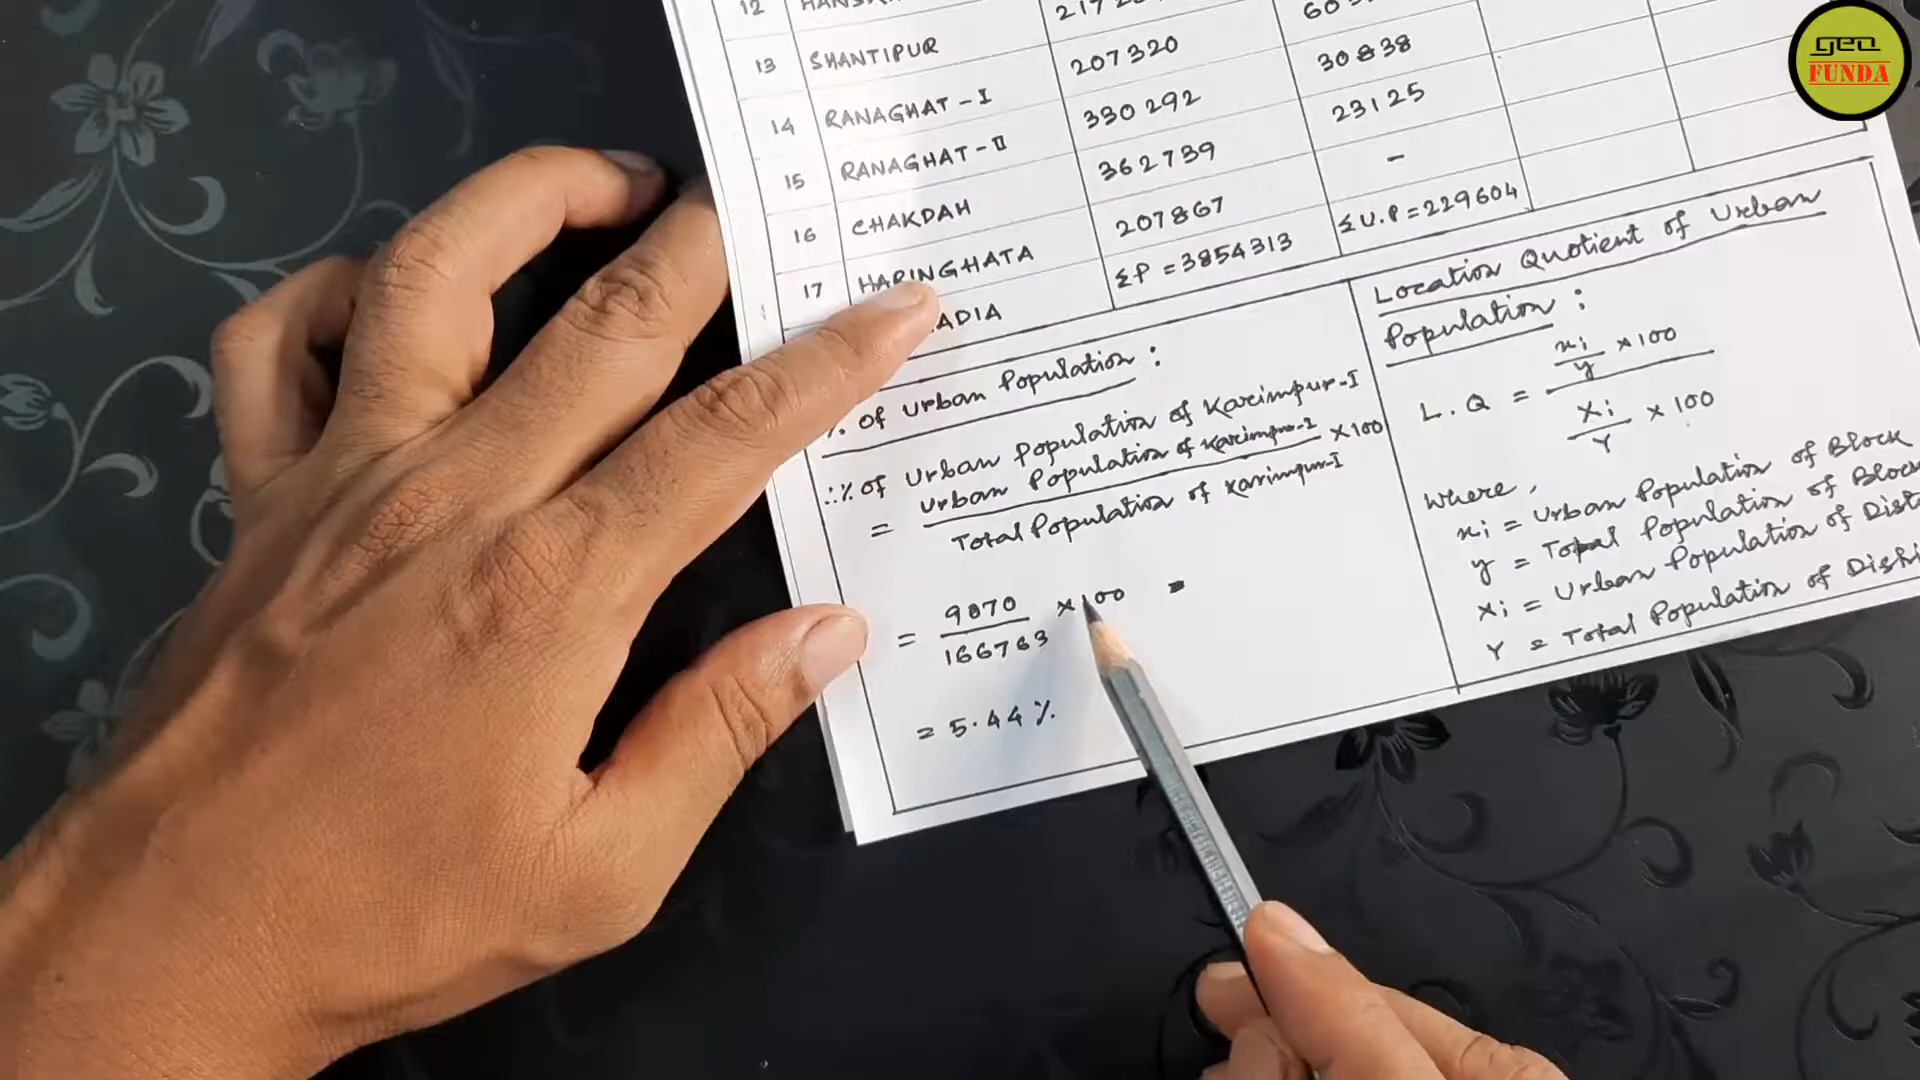 geo
FUNDA
12
13 SHANTIPUR 207320 30838
14 RANAGHAT - I 330292 23125
15 RANAGHAT - II 362739 -
16 CHAKDAH 207867 ΣU.P = 229604
17 HARINGHATA ΣP = 3854313
ADIA
% of Urban Population :
∴ % of Urban Population of Karimpur-I
= Urban Population of Karimpur-I × 100
Total Population of Karimpur-I
= 9870 × 100 =
166763
= 5.44 %
Location Quotient of Urban
Population :
L.Q = xi/y × 100
Xi/Y × 100
Where,
xi = Urban Population of Block
y = Total Population of Block
Xi = Urban Population of Dist
Y = Total Population of Distri